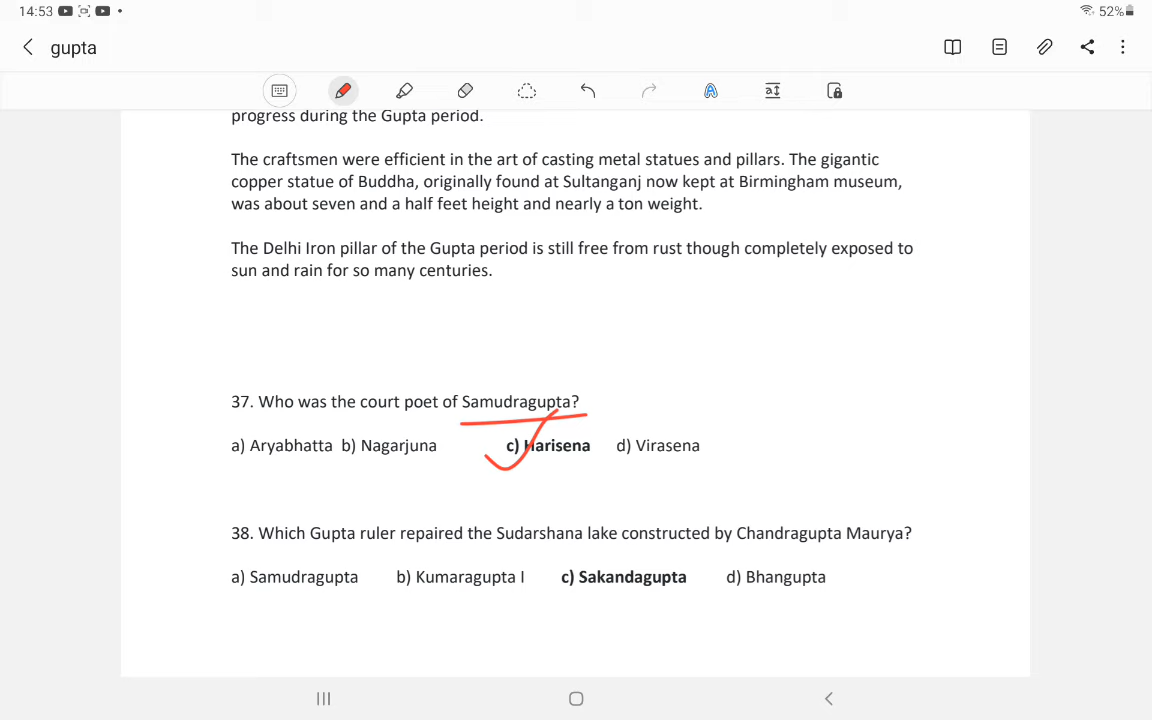 14:53
52%
gupta
progress during the Gupta period.
The craftsmen were efficient in the art of casting metal statues and pillars. The gigantic
copper statue of Buddha, originally found at Sultanganj now kept at Birmingham museum,
was about seven and a half feet height and nearly a ton weight.
The Delhi Iron pillar of the Gupta period is still free from rust though completely exposed to
sun and rain for so many centuries.
37. Who was the court poet of Samudragupta?
a) Aryabhatta b) Nagarjuna c) Harisena d) Virasena
38. Which Gupta ruler repaired the Sudarshana lake constructed by Chandragupta Maurya?
a) Samudragupta b) Kumaragupta I c) Sakandagupta d) Bhangupta